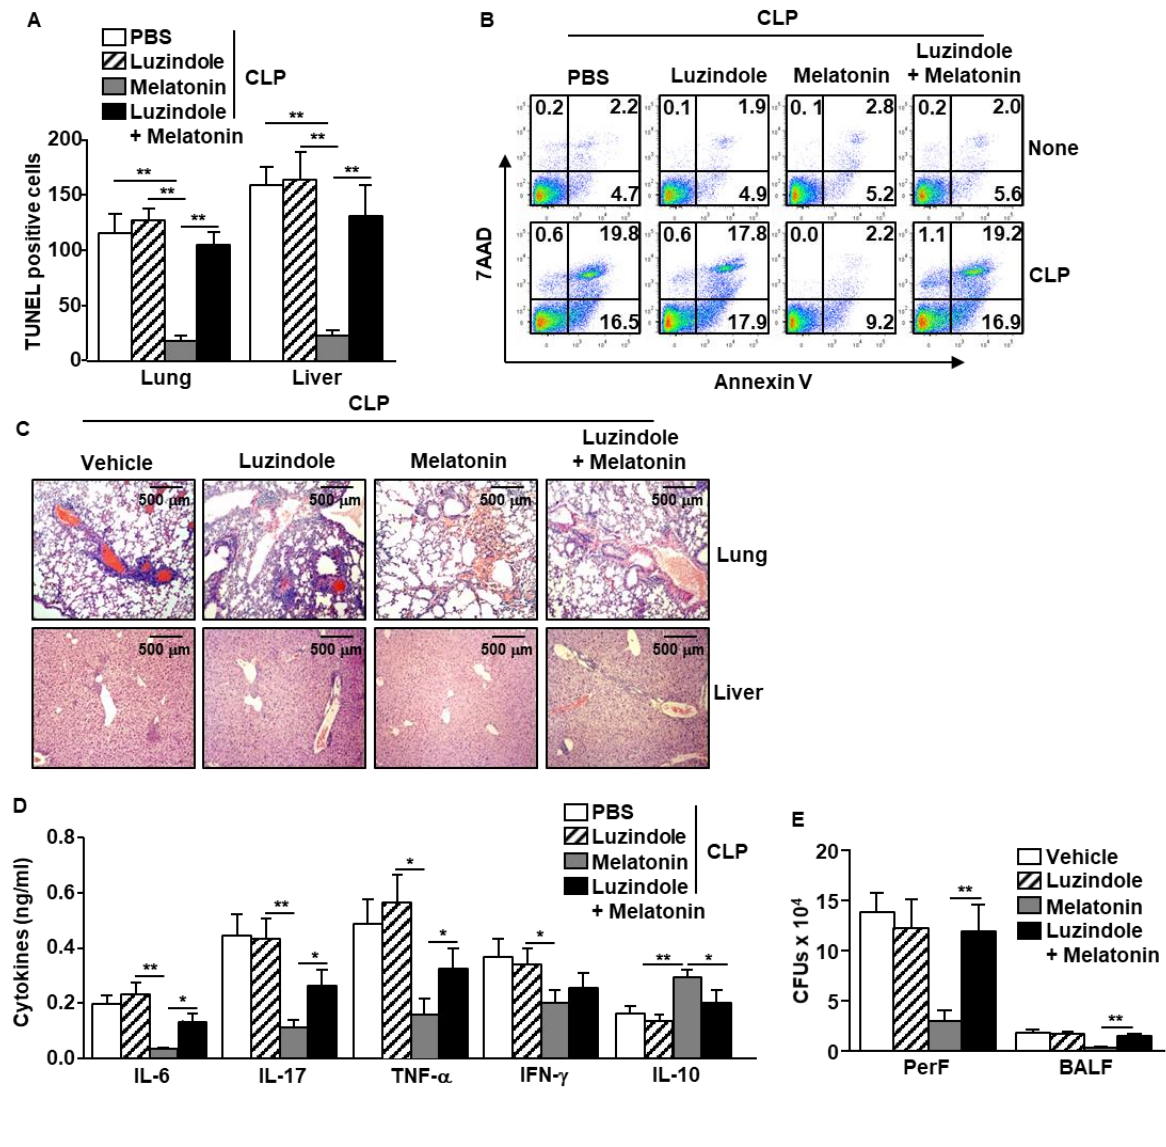 A
PBS
Luzindole
Melatonin
Luzindole
+ Melatonin
CLP
TUNEL positive cells
200
150
100
50
0
**
**
**
**
**
**
Lung
Liver
B
CLP
PBS
Luzindole
Melatonin
Luzindole
+ Melatonin
0.2 2.2
4.7
0.1 1.9
4.9
0.1 2.8
5.2
0.2 2.0
5.6
None
0.6 19.8
16.5
0.6 17.8
17.9
0.0 2.2
9.2
1.1 19.2
16.9
CLP
7AAD
Annexin V
C
CLP
Vehicle
Luzindole
Melatonin
Luzindole
+ Melatonin
500 µm
500 µm
500 µm
500 µm
Lung
500 µm
500 µm
500 µm
500 µm
Liver
D
PBS
Luzindole
Melatonin
Luzindole
+ Melatonin
CLP
Cytokines (ng/ml)
0.8
0.6
0.4
0.2
0.0
**
*
**
*
*
*
*
**
*
IL-6
IL-17
TNF-α
IFN-γ
IL-10
E
Vehicle
Luzindole
Melatonin
Luzindole
+ Melatonin
CFUs x 10⁴
20
15
10
5
0
**
**
PerF
BALF